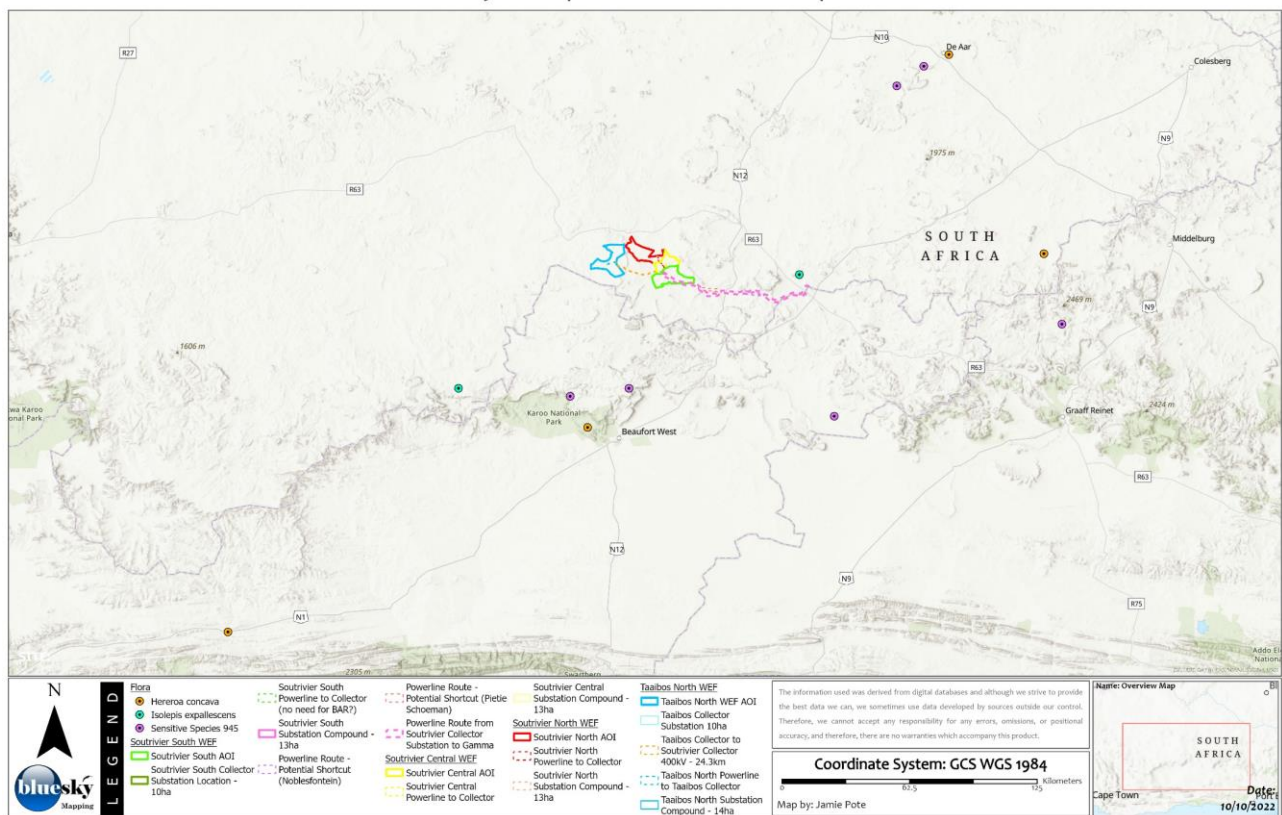 R27
N10
De Aar
Colesberg
N9
1975 m
R63
N12
R63
SOUTH
AFRICA
Middelburg
2469 m
N9
1606 m
R63
Karoo National
Park
Graaff Reinet
2424 m
Beaufort West
R63
N12
N9
N1
R75
2305 m
Swartberg
Addo El
Nationa
N
bluesky
Mapping
LEGEND
Flora
Hereroa concava
Isolepis expallescens
Sensitive Species 945
Soutrivier South WEF
Soutrivier South AOI
Soutrivier South Collector
Substation Location -
10ha
Soutrivier South
Powerline to Collector
(no need for BAR?)
Soutrivier South
Substation Compound -
13ha
Powerline Route -
Potential Shortcut
(Noblesfontein)
Powerline Route -
Potential Shortcut (Pietie
Schoeman)
Powerline Route from
Soutrivier Collector
Substation to Gamma
Soutrivier Central WEF
Soutrivier Central AOI
Soutrivier Central
Powerline to Collector
Soutrivier Central
Substation Compound -
13ha
Soutrivier North WEF
Soutrivier North AOI
Soutrivier North
Powerline to Collector
Soutrivier North
Substation Compound -
13ha
Taaibos North WEF
Taaibos North WEF AOI
Taaibos Collector
Substation 10ha
Taaibos Collector to
Soutrivier Collector
400kV - 24.3km
Taaibos North Powerline
to Taaibos Collector
Taaibos North Substation
Compound - 14ha
The information used was derived from digital databases and although we strive to provide
the best data we can, we sometimes use data developed by sources outside our control.
Therefore, we cannot accept any responsibility for any errors, omissions, or positional
accuracy, and therefore, there are no warranties which accompany this product.
Coordinate System: GCS WGS 1984
0 62.5 125 Kilometers
Map by: Jamie Pote
Name: Overview Map
SOUTH
AFRICA
Cape Town
Port E
Date:
10/10/2022